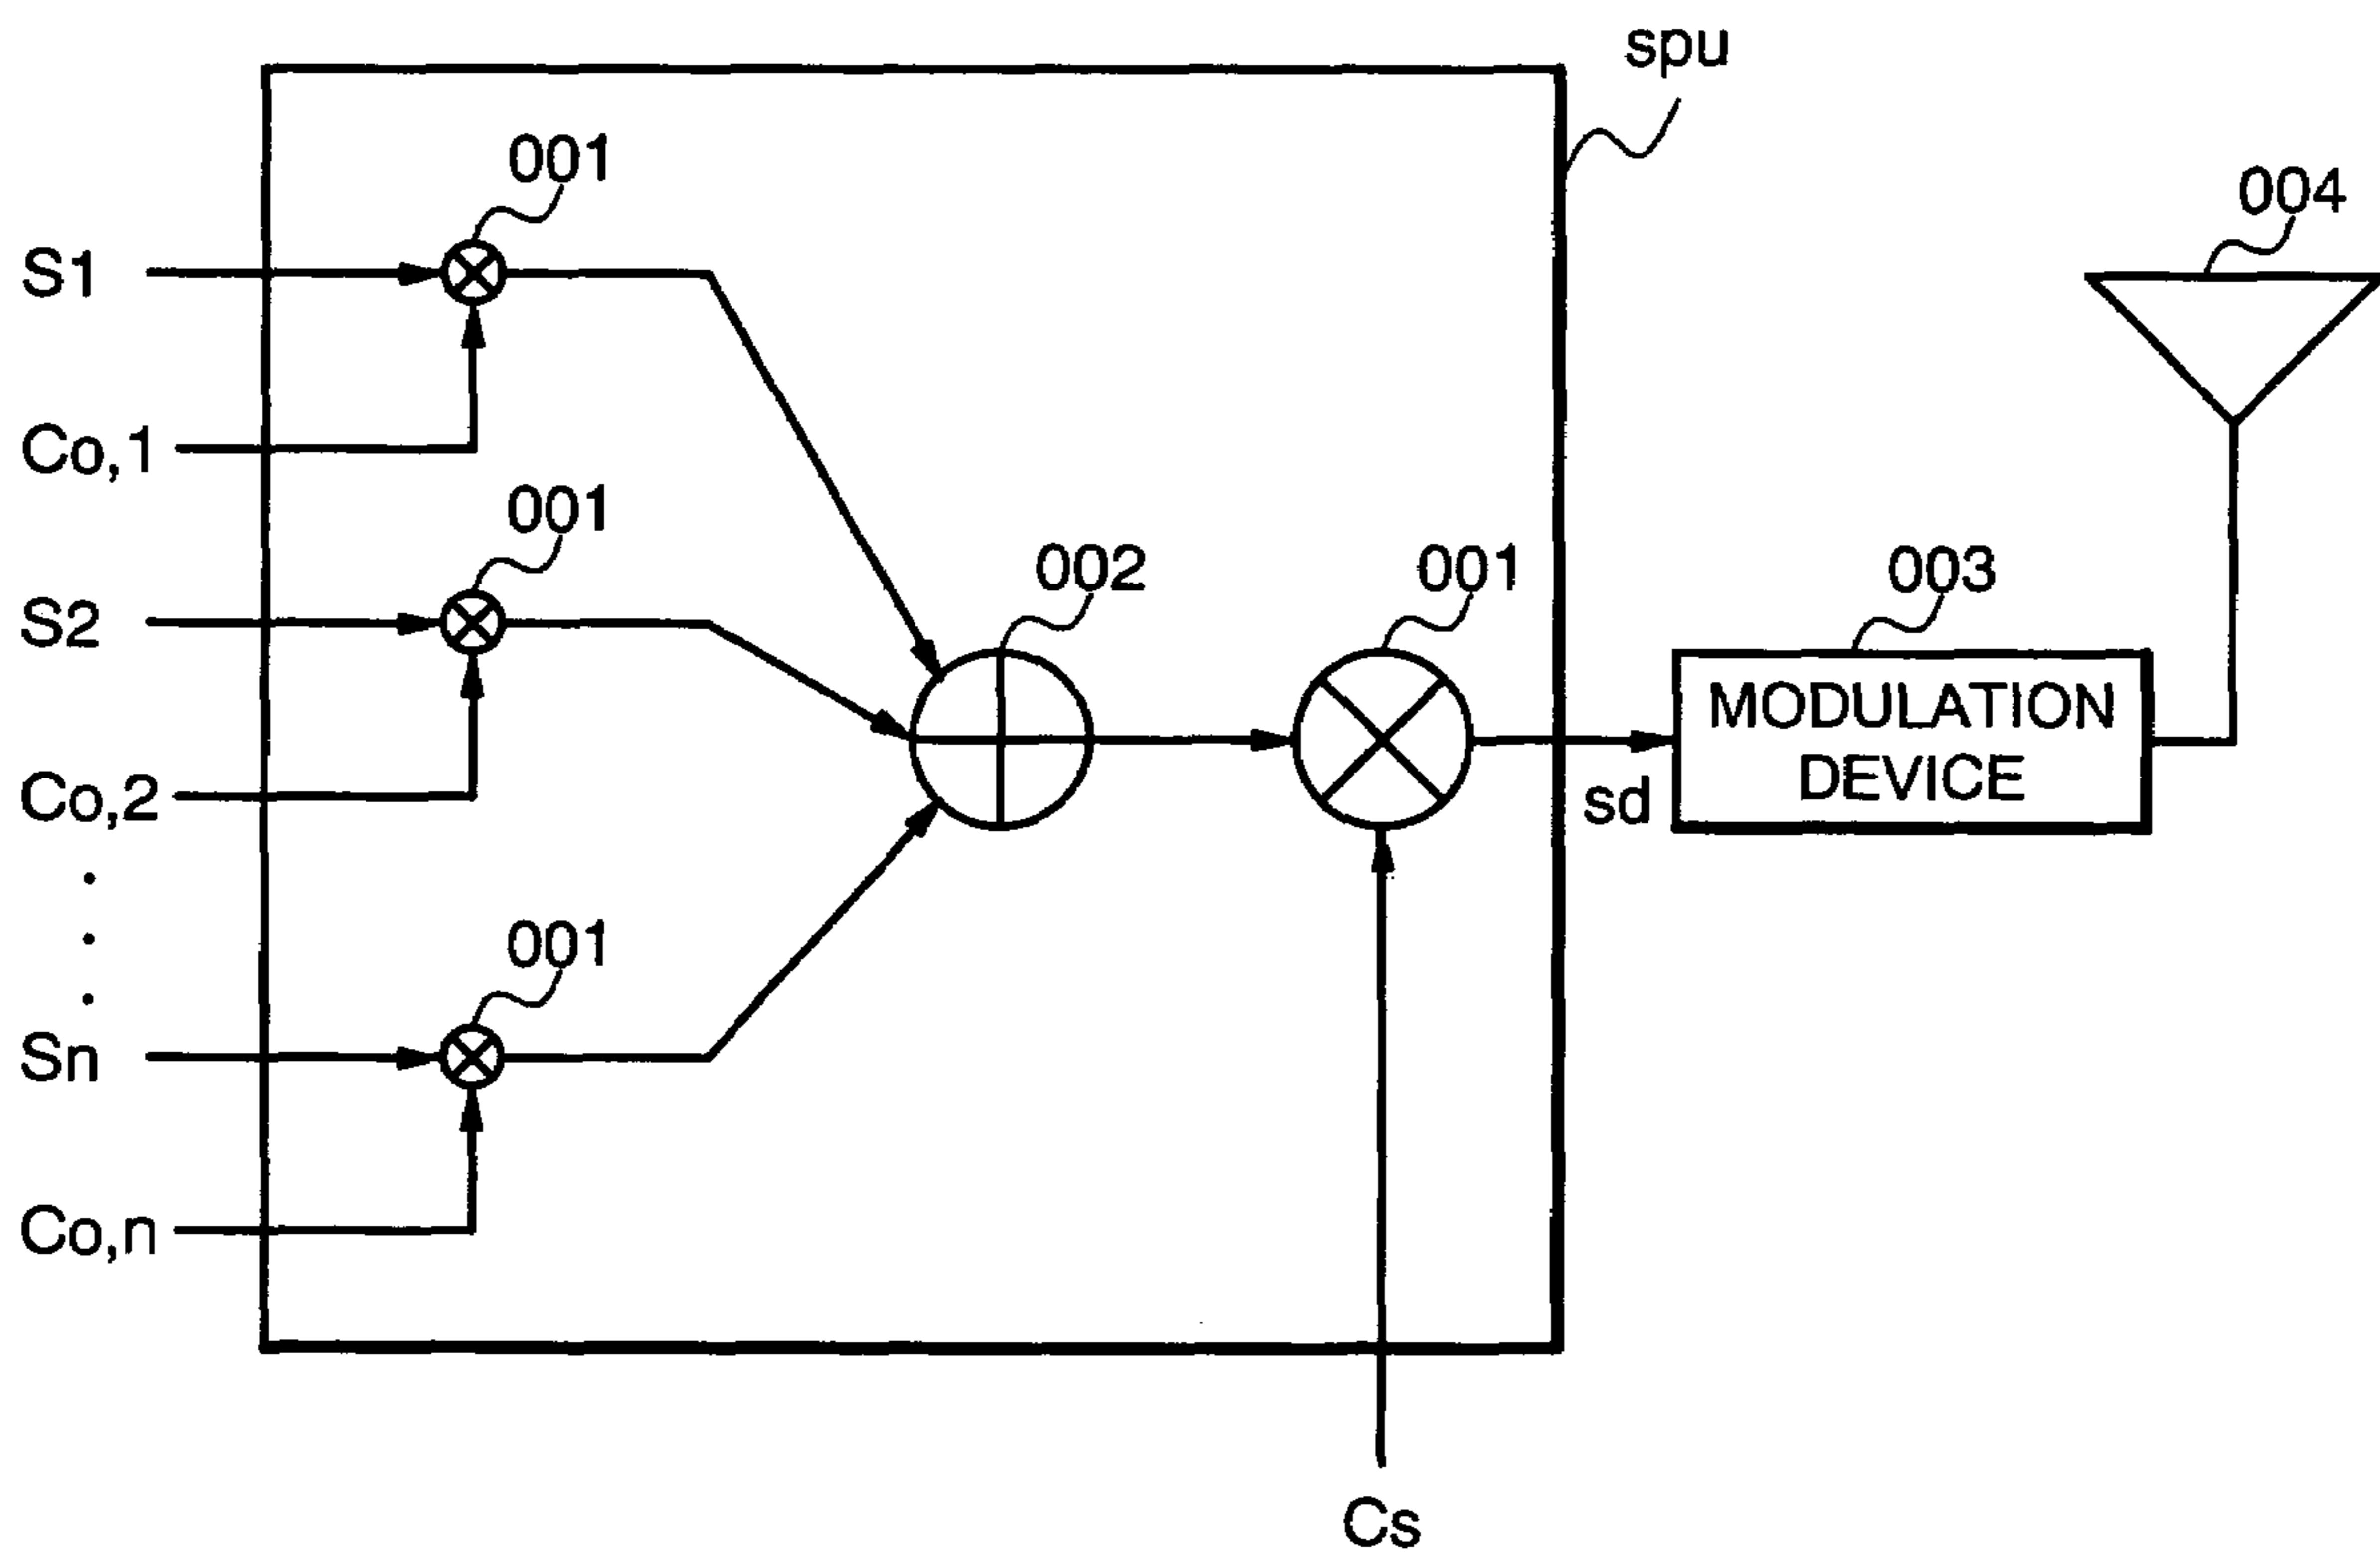 spu
001
004
S1
Co,1
001
S2
002
001
003
MODULATION
DEVICE
sd
Co,2
001
Sn
Co,n
Cs